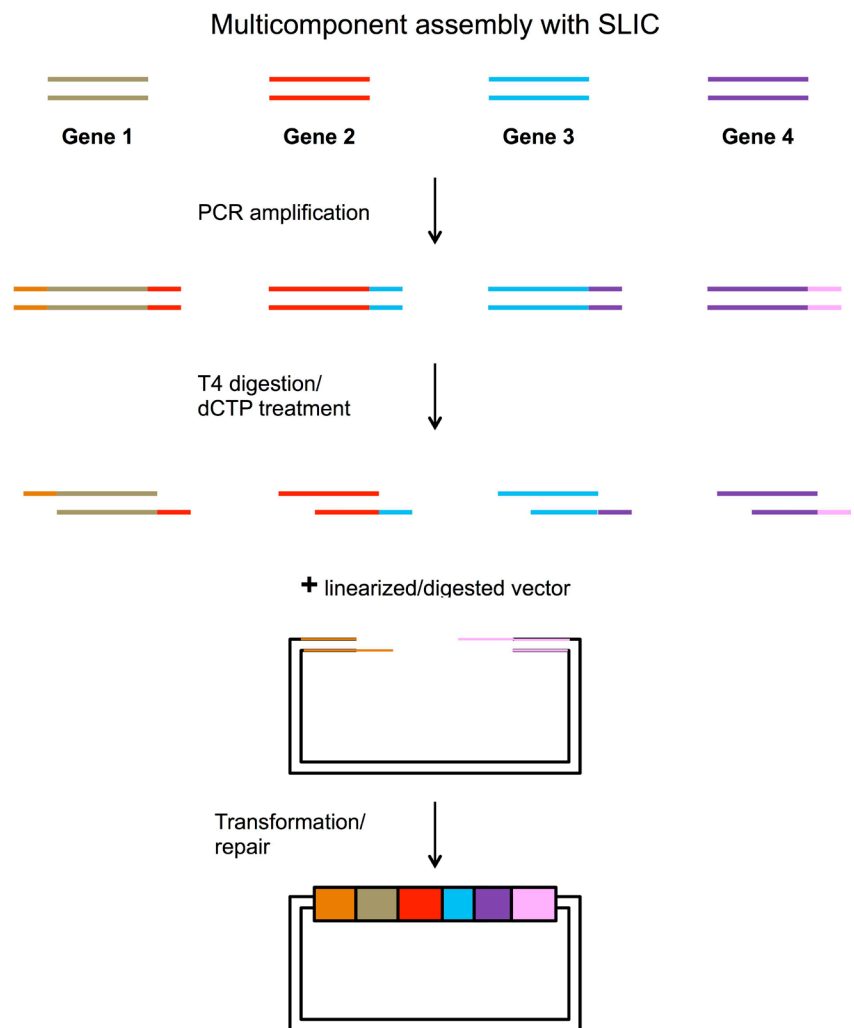 Multicomponent assembly with SLIC
Gene 1 Gene 2 Gene 3 Gene 4
PCR amplification
T4 digestion/
dCTP treatment
+ linearized/digested vector
Transformation/
repair